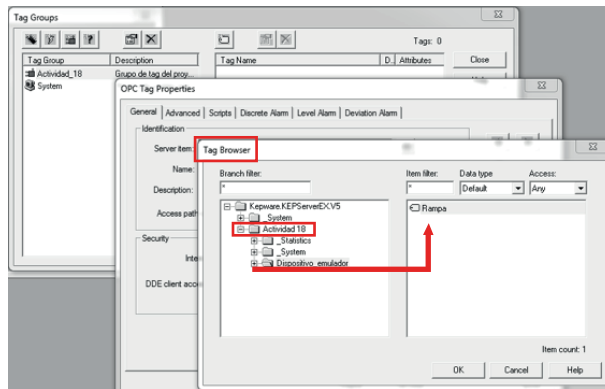 Tag Groups
Tags: 0
Tag Group
Description
Tag Name
D..
Attributes
Close
Actividad_18
Grupo de tag del proy...
System
OPC Tag Properties
General
Advanced
Scripts
Discrete Alarm
Level Alarm
Deviation Alarm
Identification
Server item:
Name:
Description:
Access path
Security
DDE client acc
Tag Browser
Branch filter:
*
Item filter:
Data type
Access:
*
Default
Any
Kepware.KEPServerEX.V5
_System
Actividad 18
_Statistics
_System
Dispositivo_emulador
Rampa
Item count: 1
OK
Cancel
Help